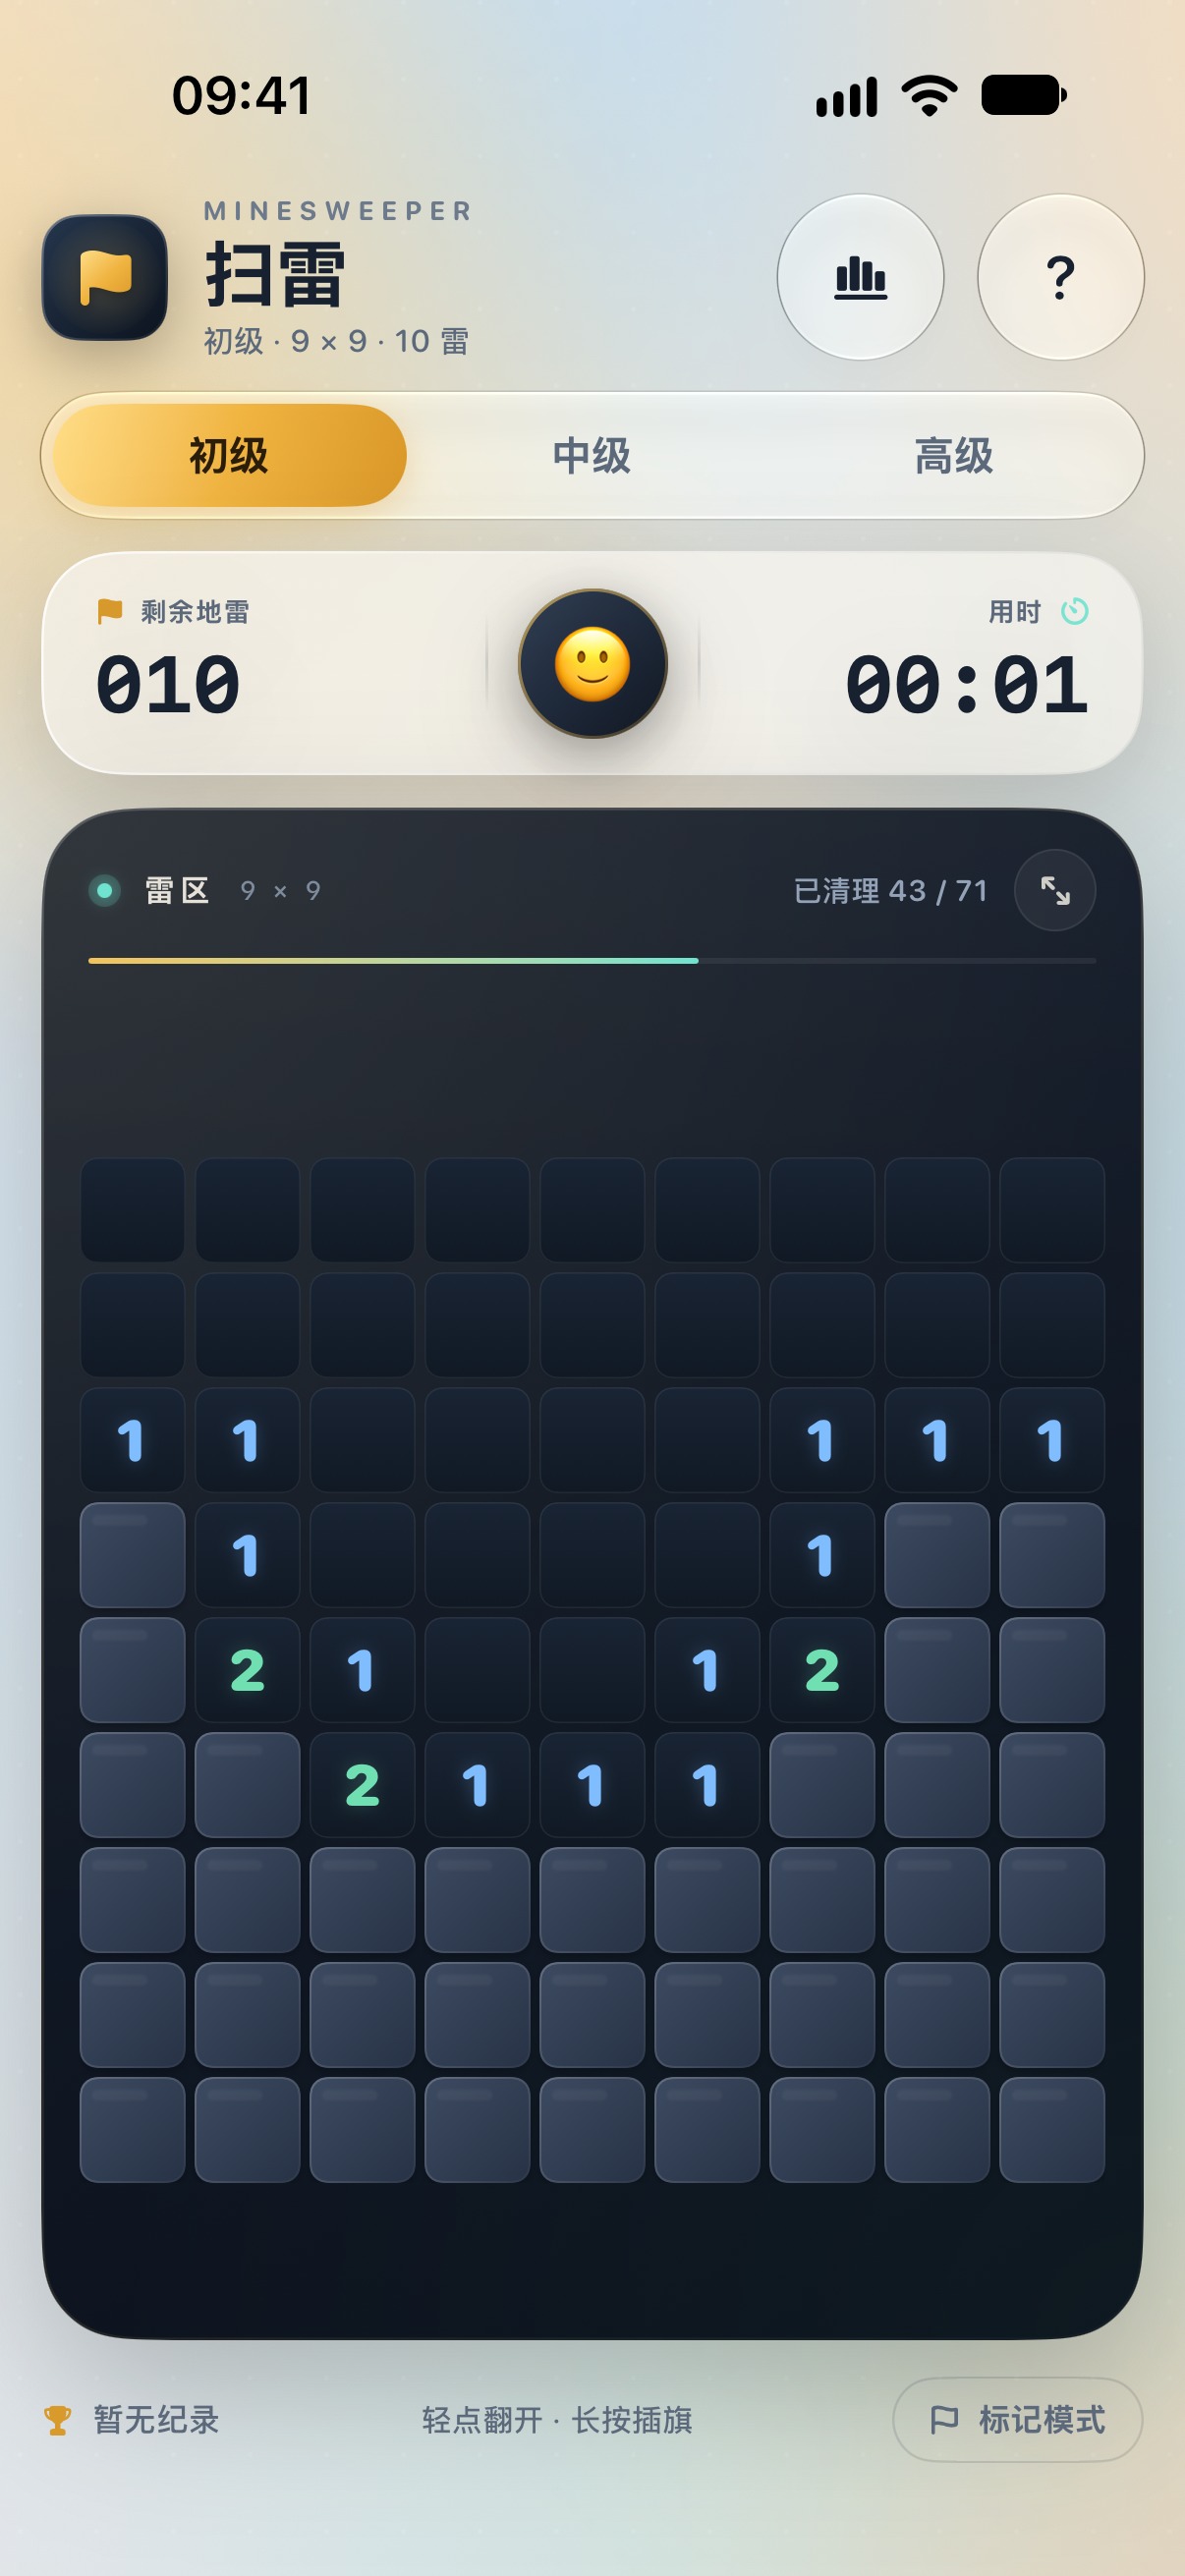 09:41
MINESWEEPER
扫雷
初级 · 9 × 9 · 10 雷
?
初级 中级 高级
剩余地雷 用时
010 00:01
雷区 9 × 9 已清理 43 / 71
1 1 1 1 1
1 1
2 1 1 2
2 1 1 1
暂无纪录 轻点翻开 · 长按插旗 标记模式